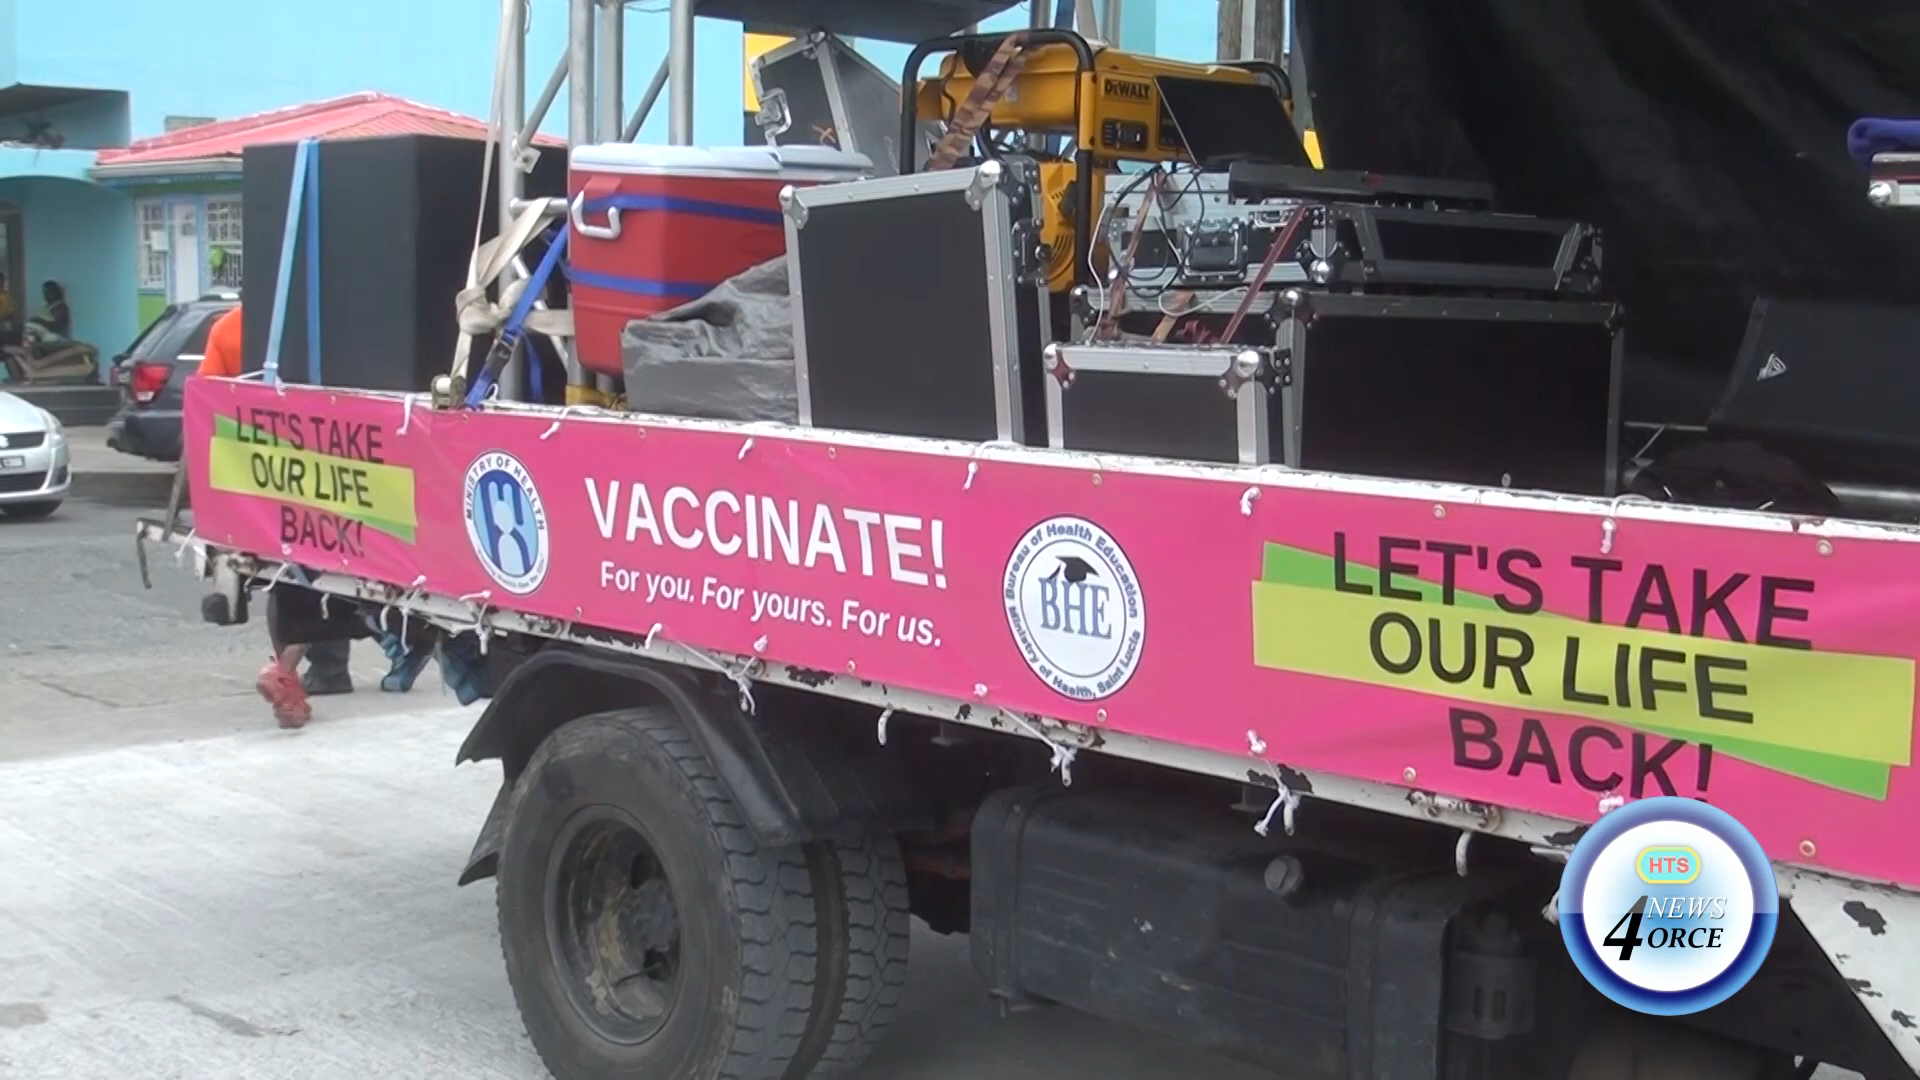 DEWALT
LET'S TAKE
OUR LIFE
BACK!
MINISTRY OF HEALTH
VACCINATE!
For you. For yours. For us.
Bureau of Health Education
BHE
Ministry of Health, Saint Lucia
LET'S TAKE
OUR LIFE
BACK!
HTS
NEWS
4ORCE